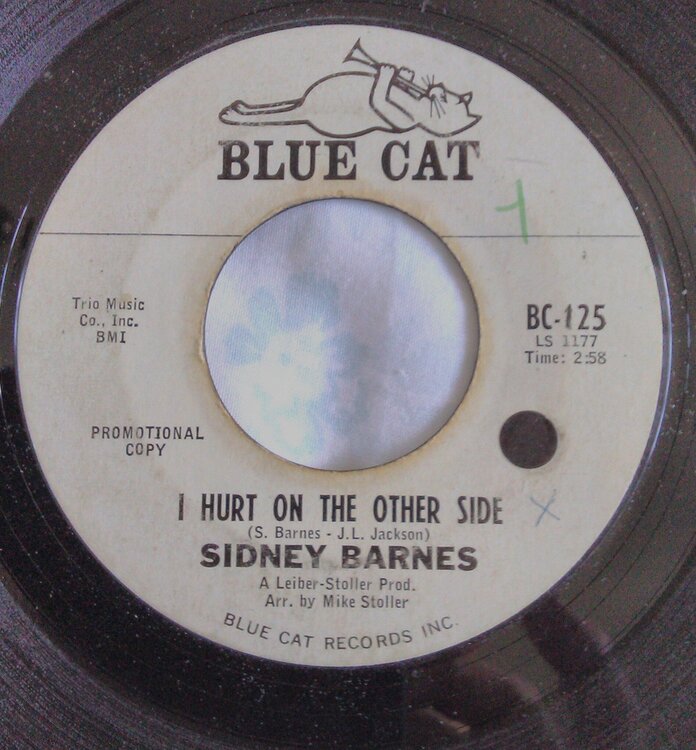 BLUE CAT
Trio Music
Co., Inc.
BMI
BC-125
LS 1177
Time: 2:58
PROMOTIONAL
COPY
I HURT ON THE OTHER SIDE
(S. Barnes - J.L. Jackson)
SIDNEY BARNES
A Leiber-Stoller Prod.
Arr. by Mike Stoller
BLUE CAT RECORDS INC.